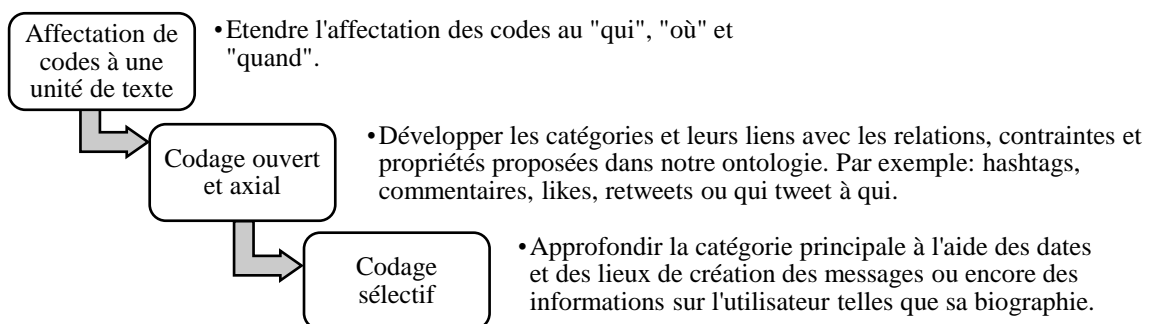 Affectation de
codes à une
unité de texte
•Etendre l'affectation des codes au "qui", "où" et
"quand".
Codage ouvert
et axial
•Développer les catégories et leurs liens avec les relations, contraintes et
propriétés proposées dans notre ontologie. Par exemple: hashtags,
commentaires, likes, retweets ou qui tweet à qui.
Codage
sélectif
•Approfondir la catégorie principale à l'aide des dates
et des lieux de création des messages ou encore des
informations sur l'utilisateur telles que sa biographie.